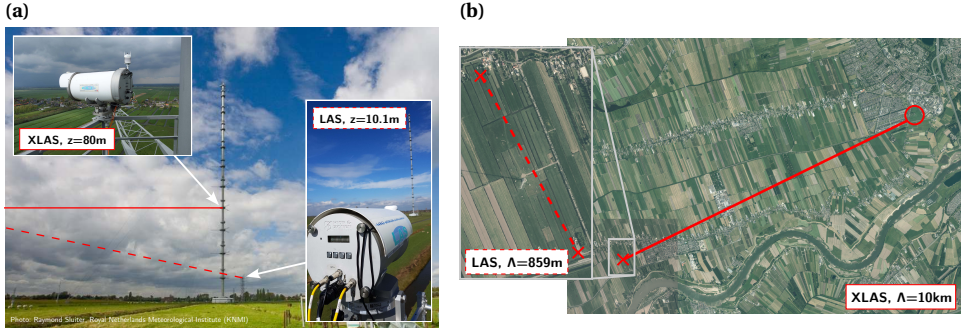 (a)
(b)
XLAS, z=80m
LAS, z=10.1m
LAS, Λ=859m
XLAS, Λ=10km
Photo: Raymond Sluiter, Royal Netherlands Meteorological Institute (KNMI)